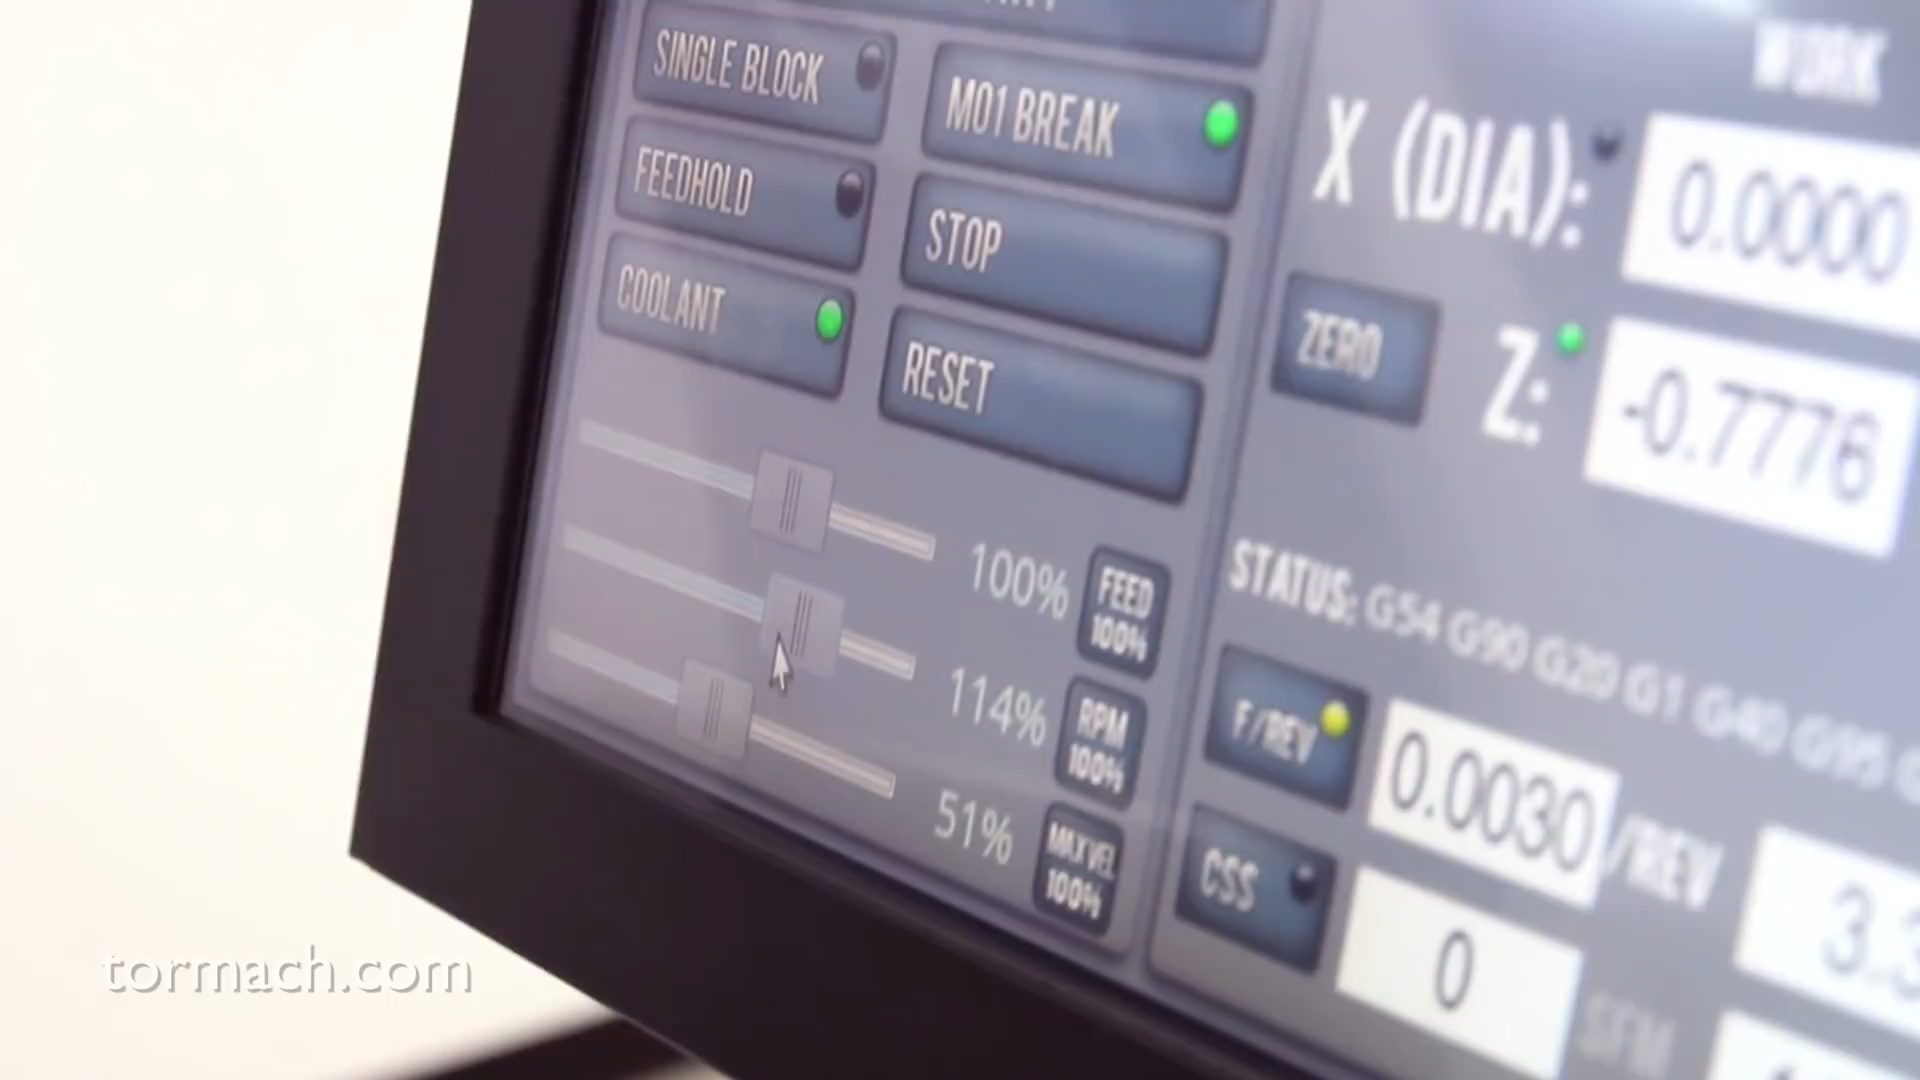 SINGLE BLOCK
M01 BREAK
FEEDHOLD
STOP
COOLANT
RESET
100%
FEED
100%
114%
RPM
100%
51%
MAX VEL
100%
WORK
X (DIA):
0.0000
ZERO
Z:
-0.7776
STATUS: G54 G90 G20 G1 G40 G95
F/REV
0.0030
/REV
3.3
CSS
0
SFM
tormach.com